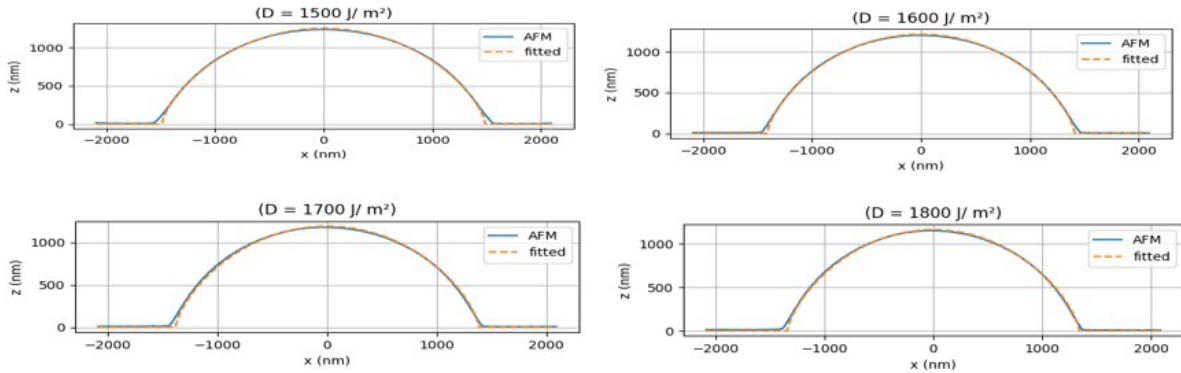 (D = 1500 J/ m²)
z (nm)
1000
500
0
AFM
fitted
−2000
−1000
0
1000
2000
x (nm)
(D = 1600 J/ m²)
z (nm)
1000
500
0
AFM
fitted
−2000
−1000
0
1000
2000
x (nm)
(D = 1700 J/ m²)
z (nm)
1000
500
0
AFM
fitted
−2000
−1000
0
1000
2000
x (nm)
(D = 1800 J/ m²)
z (nm)
1000
500
0
AFM
fitted
−2000
−1000
0
1000
2000
x (nm)